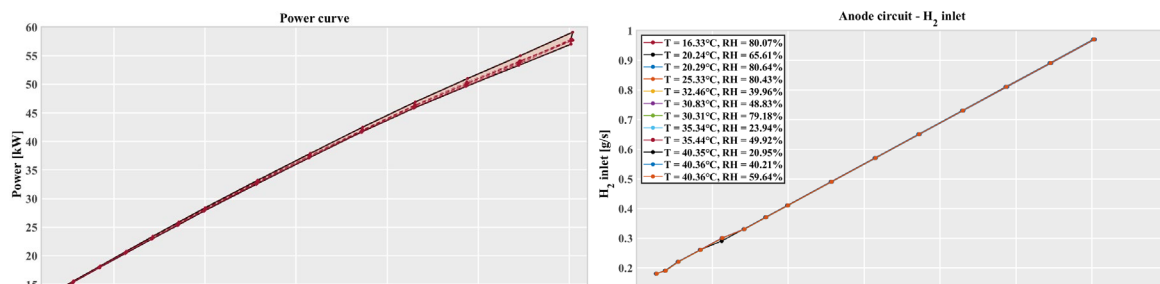 Power curve
60
55
50
45
40
35
30
25
20
15
Power [kW]
Anode circuit - H2 inlet
1
0.9
0.8
0.7
0.6
0.5
0.4
0.3
0.2
H2 inlet [g/s]
T = 16.33°C, RH = 80.07%
T = 20.24°C, RH = 65.61%
T = 20.29°C, RH = 80.64%
T = 25.33°C, RH = 80.43%
T = 32.46°C, RH = 39.96%
T = 30.83°C, RH = 48.83%
T = 30.31°C, RH = 79.18%
T = 35.34°C, RH = 23.94%
T = 35.44°C, RH = 49.92%
T = 40.35°C, RH = 20.95%
T = 40.36°C, RH = 40.21%
T = 40.36°C, RH = 59.64%